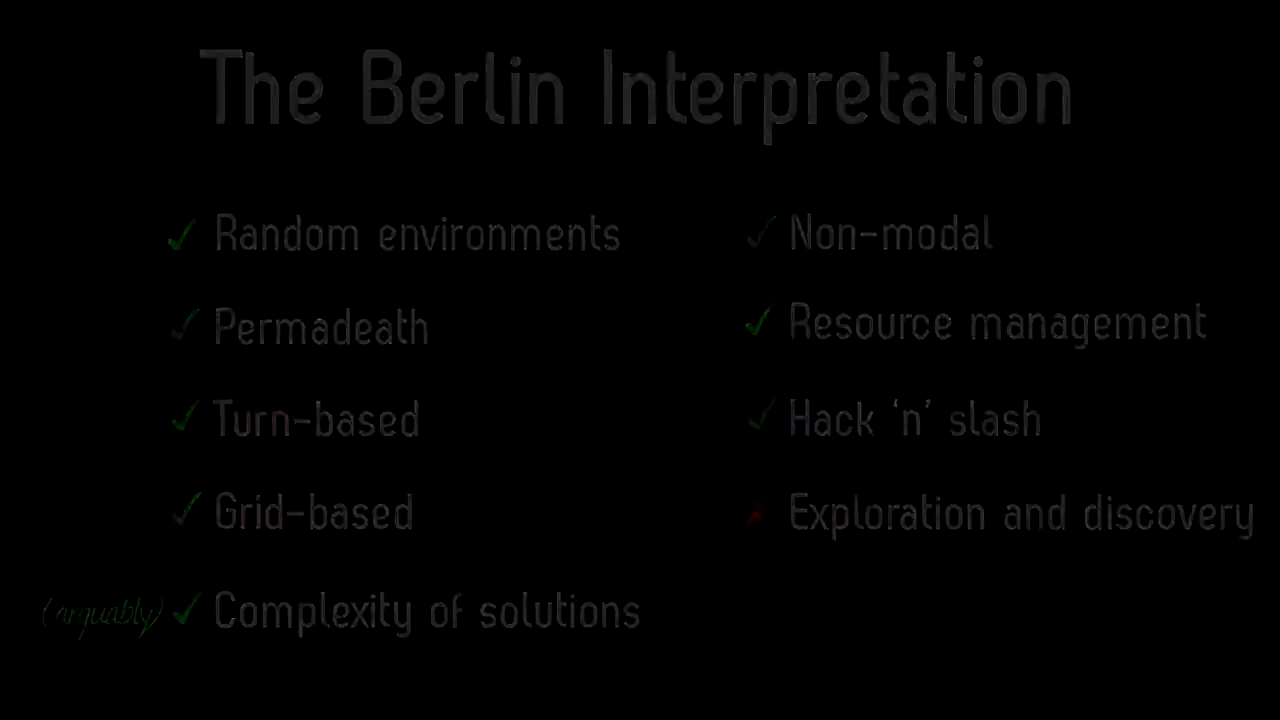 The Berlin Interpretation
✓ Random environments
✓ Permadeath
✓ Turn-based
✓ Grid-based
(arguably) ✓ Complexity of solutions
✓ Non-modal
✓ Resource management
✓ Hack ‘n’ slash
Exploration and discovery